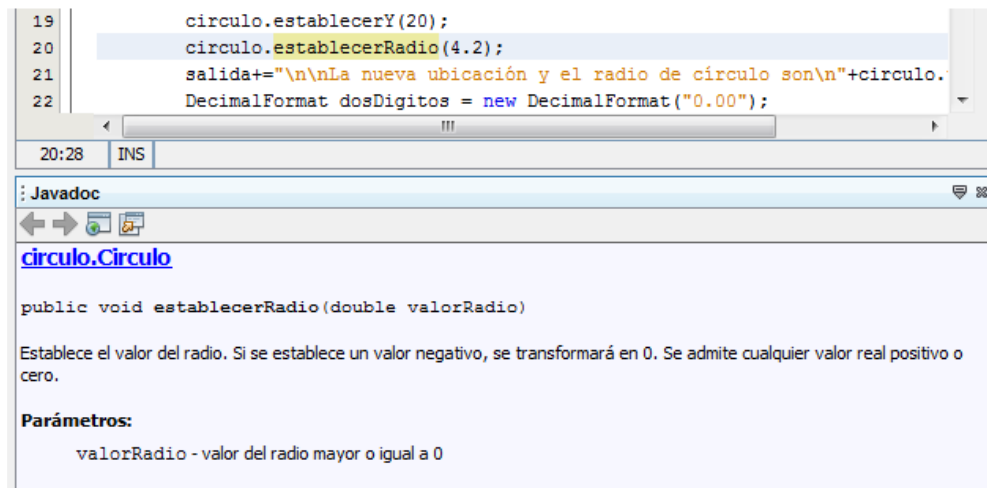 19 circulo.establecerY(20);
20 circulo.establecerRadio(4.2);
21 salida+="\n\nLa nueva ubicación y el radio de círculo son\n"+circulo.
22 DecimalFormat dosDigitos = new DecimalFormat("0.00");
20:28 INS
Javadoc
circulo.Circulo
public void establecerRadio(double valorRadio)
Establece el valor del radio. Si se establece un valor negativo, se transformará en 0. Se admite cualquier valor real positivo o
cero.
Parámetros:
valorRadio - valor del radio mayor o igual a 0